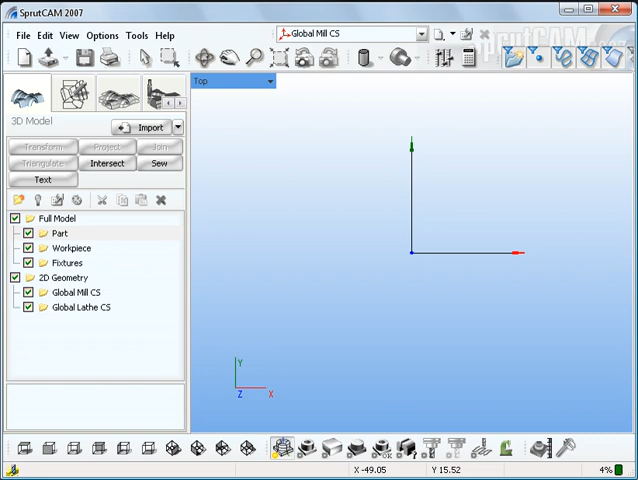 SprutCAM 2007
File Edit View Options Tools Help
Global Mill CS
SprutCAM
Top
3D Model
Import
Transform Project Join
Triangulate Intersect Sew
Text
Full Model
Part
Workpiece
Fixtures
2D Geometry
Global Mill CS
Global Lathe CS
Y
Z X
OK
X -49.05 Y 15.52 4%